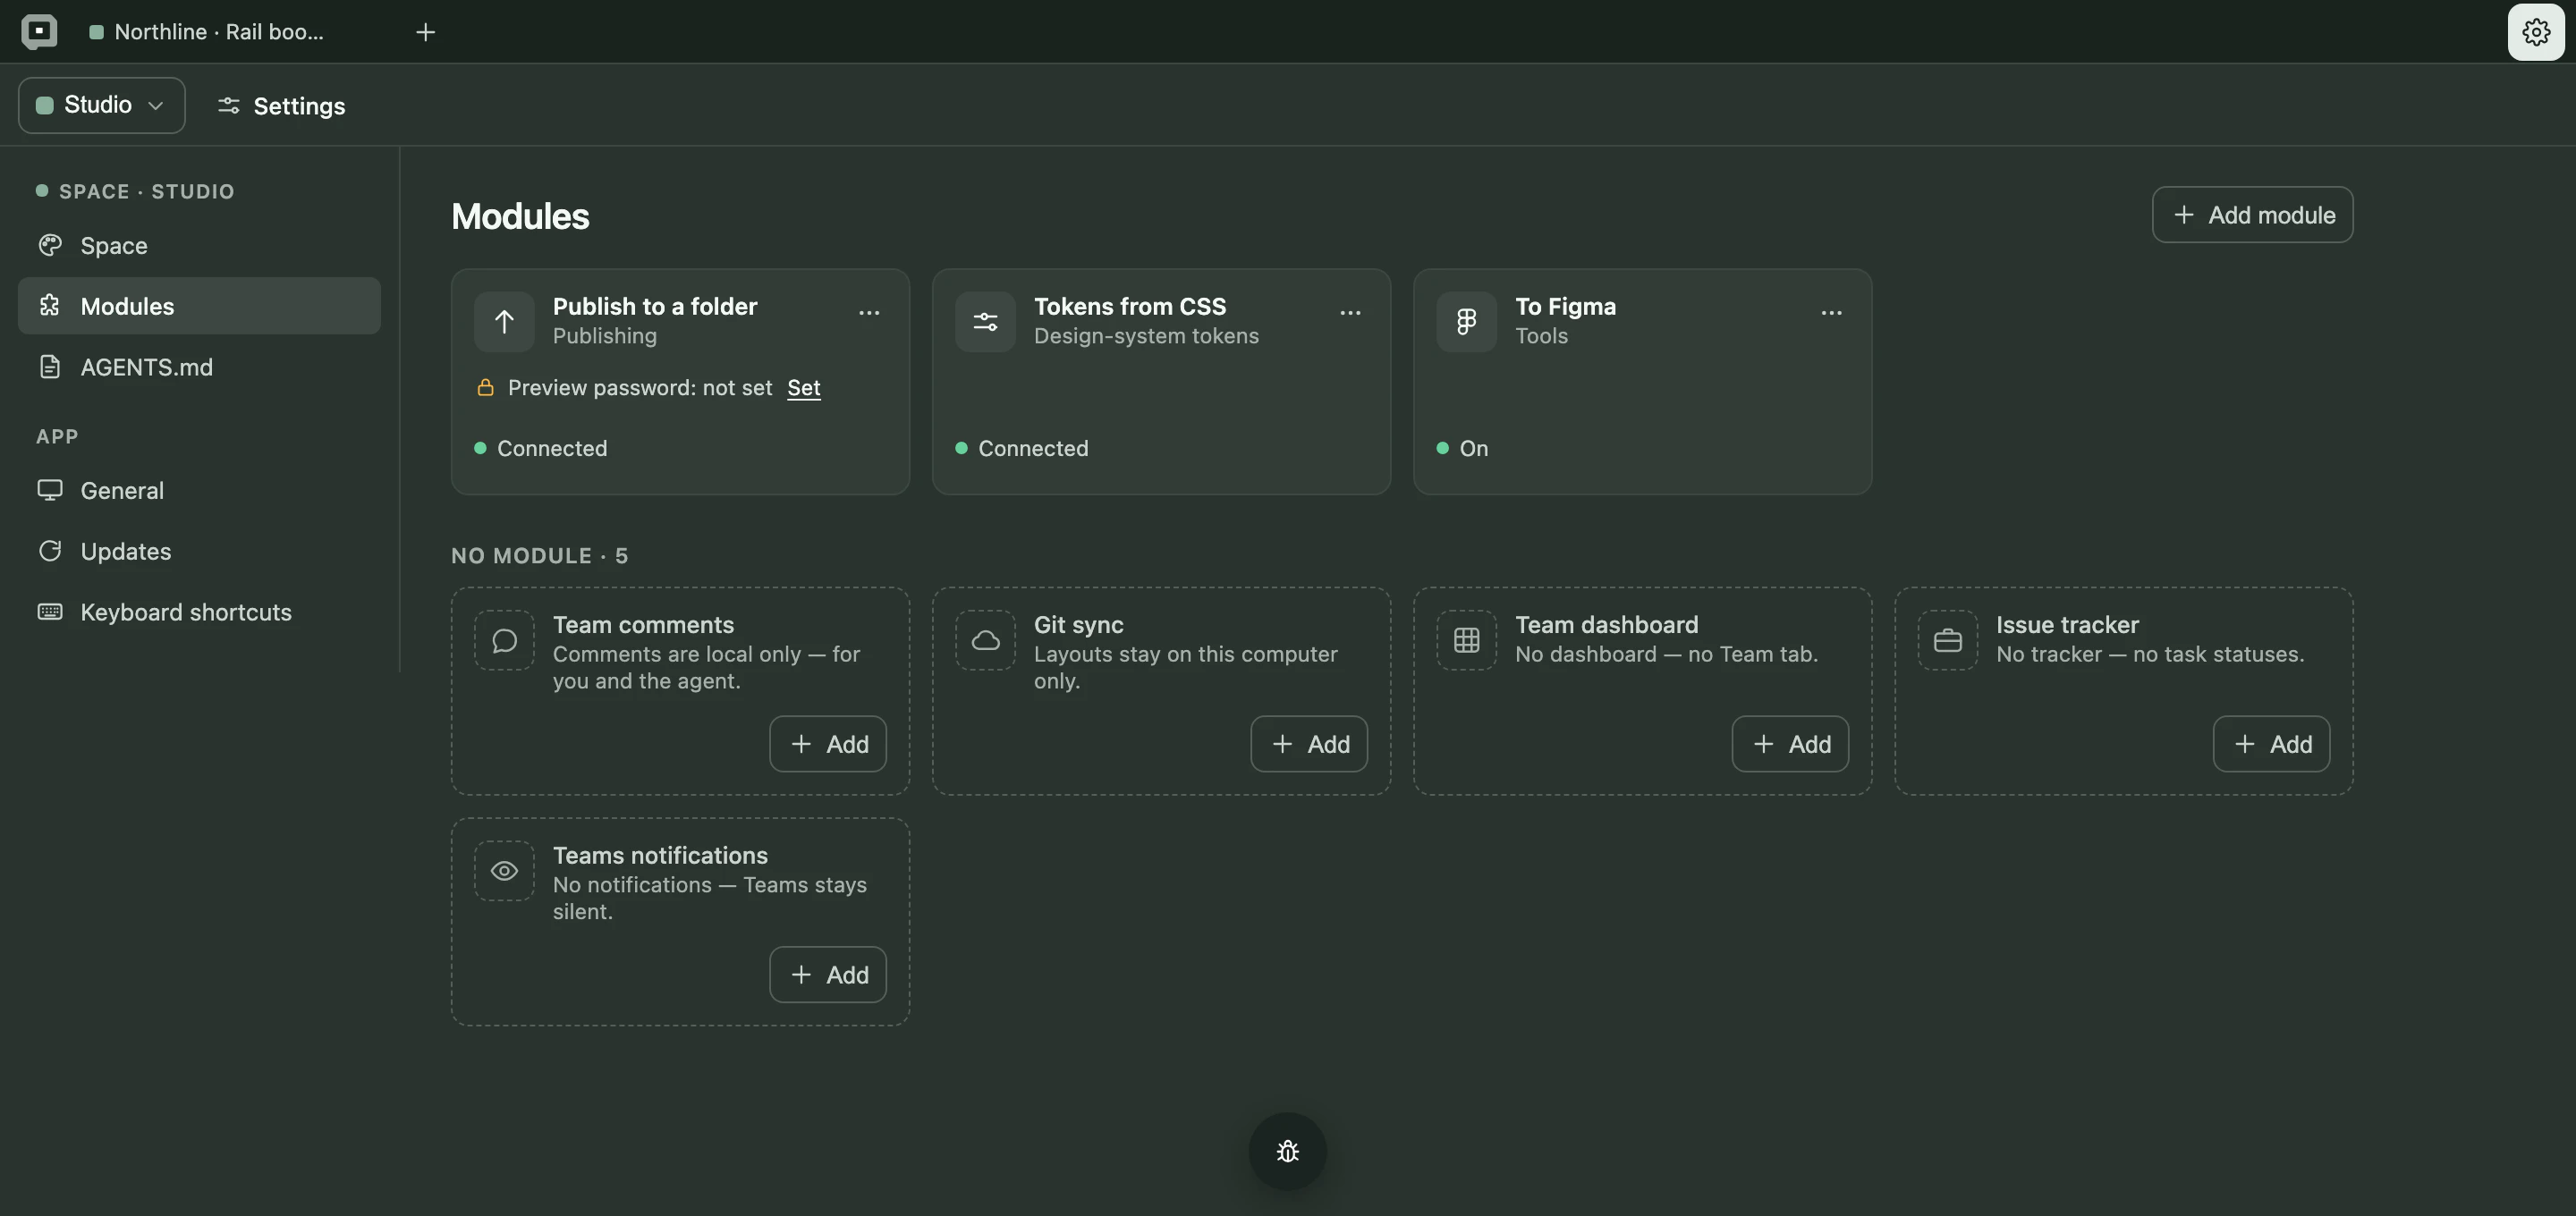 Northline · Rail boo...
Studio
Settings
SPACE · STUDIO
Space
Modules
AGENTS.md
APP
General
Updates
Keyboard shortcuts
Modules
Add module
Publish to a folder
Publishing
Preview password: not set Set
Connected
Tokens from CSS
Design-system tokens
Connected
To Figma
Tools
On
NO MODULE · 5
Team comments
Comments are local only — for
you and the agent.
Add
Git sync
Layouts stay on this computer
only.
Add
Team dashboard
No dashboard — no Team tab.
Add
Issue tracker
No tracker — no task statuses.
Add
Teams notifications
No notifications — Teams stays
silent.
Add